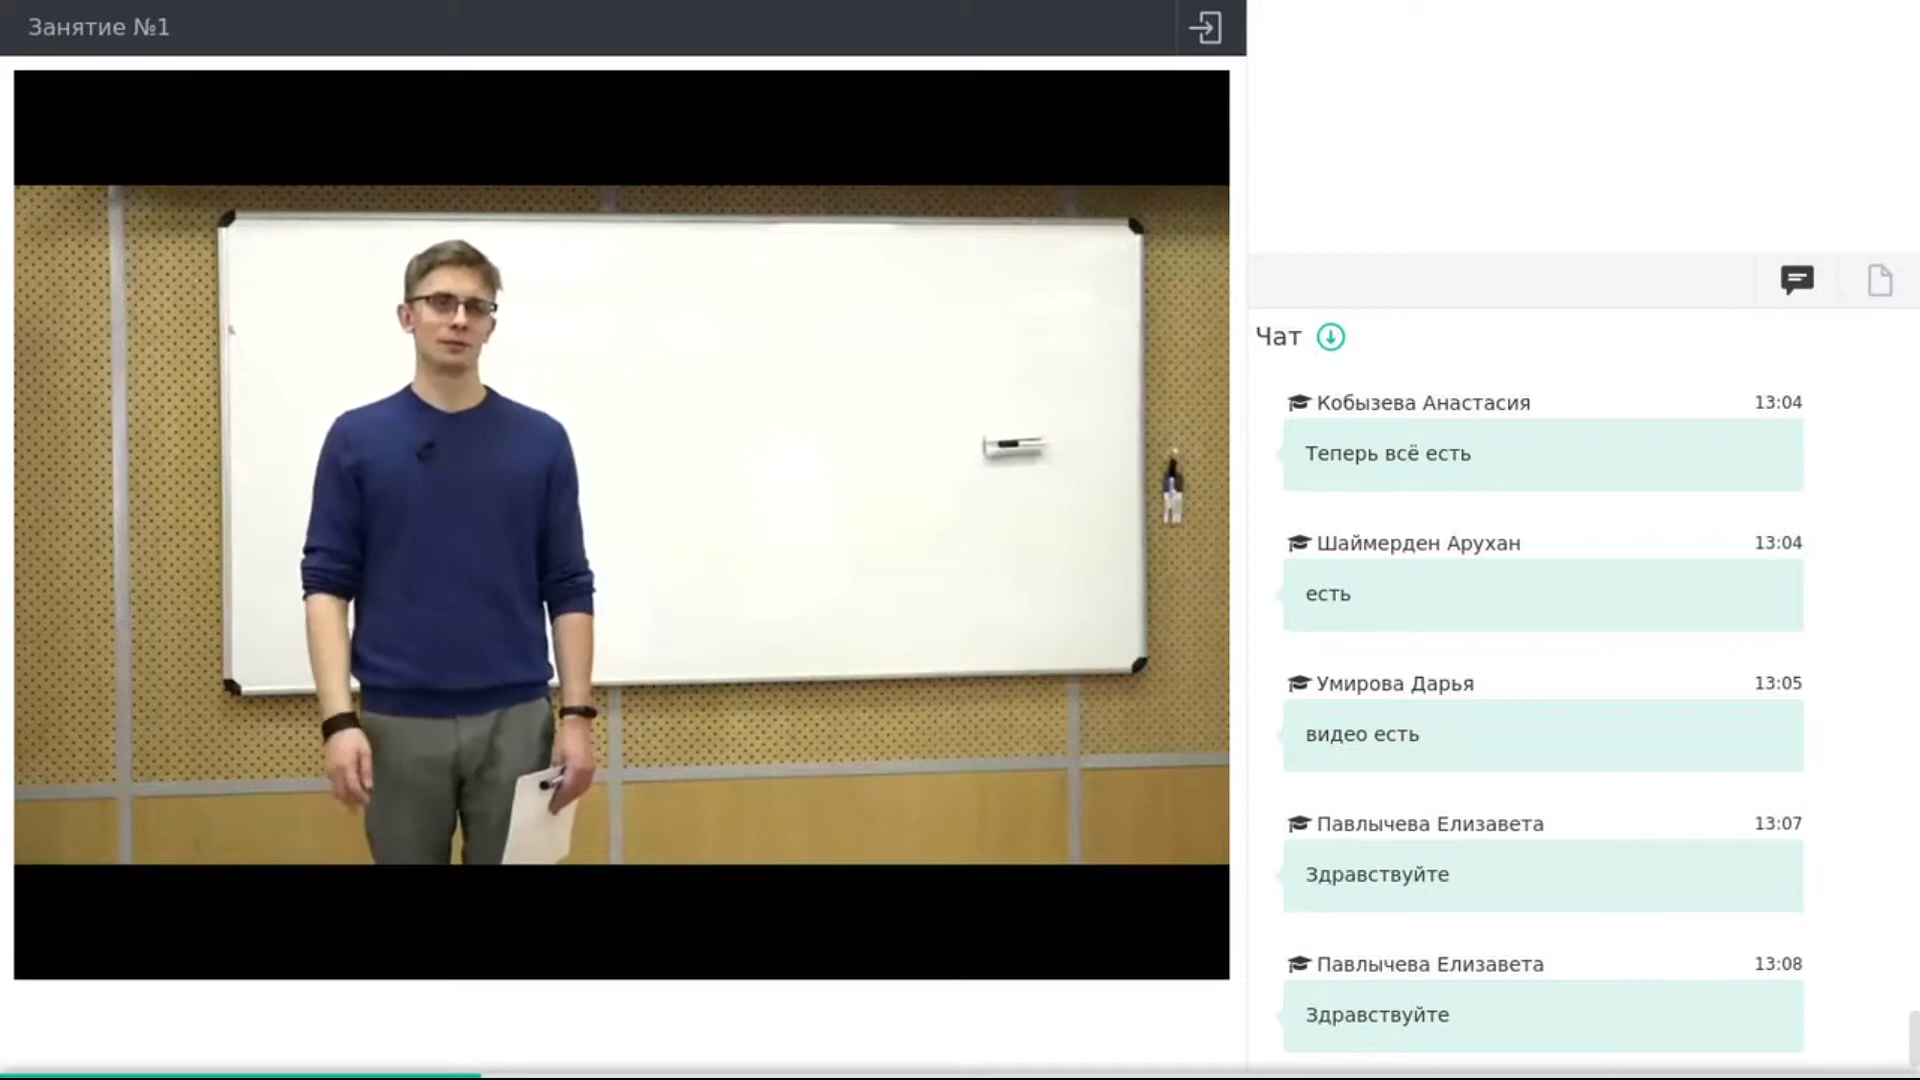 Занятие №1
Чат
Кобызева Анастасия 13:04
Теперь всё есть
Шаймерден Арухан 13:04
есть
Умирова Дарья 13:05
видео есть
Павлычева Елизавета 13:07
Здравствуйте
Павлычева Елизавета 13:08
Здравствуйте